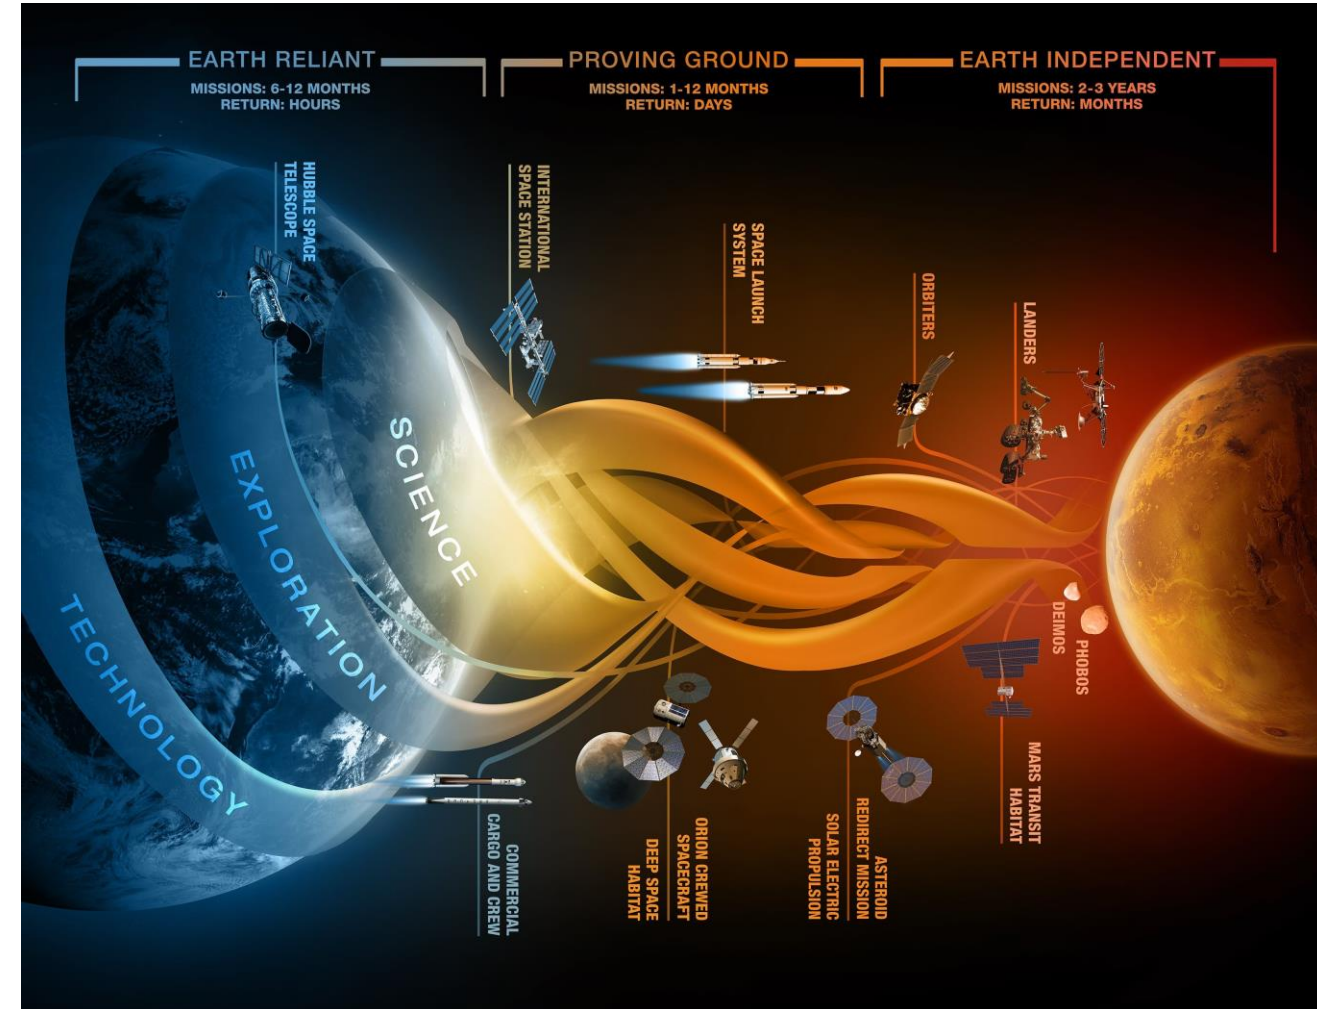 EARTH RELIANT
MISSIONS: 6-12 MONTHS
RETURN: HOURS
PROVING GROUND
MISSIONS: 1-12 MONTHS
RETURN: DAYS
EARTH INDEPENDENT
MISSIONS: 2-3 YEARS
RETURN: MONTHS
HUBBLE SPACE
TELESCOPE
INTERNATIONAL
SPACE STATION
SPACE LAUNCH
SYSTEM
ORBITERS
LANDERS
SCIENCE
EXPLORATION
TECHNOLOGY
DEIMOS
PHOBOS
COMMERCIAL
CARGO AND CREW
ORION CREWED
SPACECRAFT
DEEP SPACE
HABITAT
ASTEROID
REDIRECT MISSION
SOLAR ELECTRIC
PROPULSION
MARS TRANSIT
HABITAT